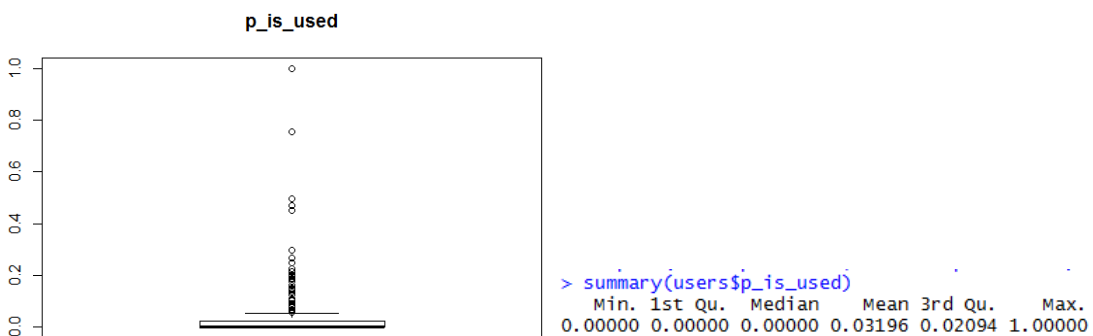 p_is_used
1.0
0.8
0.6
0.4
0.2
0.0
> summary(users$p_is_used)
Min. 1st Qu. Median Mean 3rd Qu. Max.
0.00000 0.00000 0.00000 0.03196 0.02094 1.00000